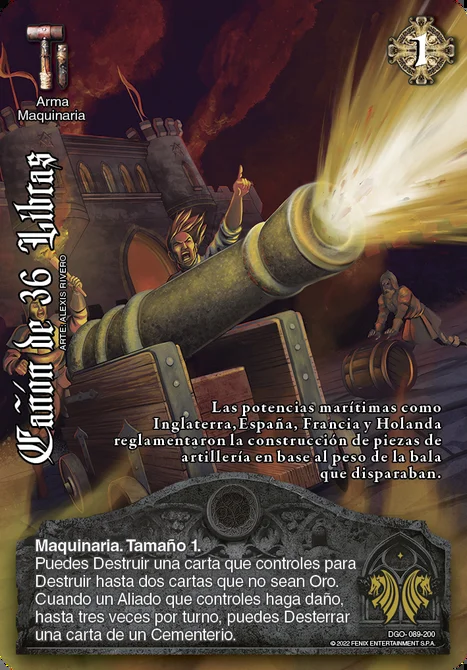 1
Arma
Maquinaria
Cañón de 36 Libras
ARTE: ALEXIS RIVERO
Las potencias marítimas como
Inglaterra, España, Francia y Holanda
reglamentaron la construcción de piezas de
artillería en base al peso de la bala
que disparaban.
Maquinaria. Tamaño 1.
Puedes Destruir una carta que controles para
Destruir hasta dos cartas que no sean Oro.
Cuando un Aliado que controles haga daño,
hasta tres veces por turno, puedes Desterrar
una carta de un Cementerio.
DGO- 089-200
© 2022 FENIX ENTERTAINMENT S.P.A.